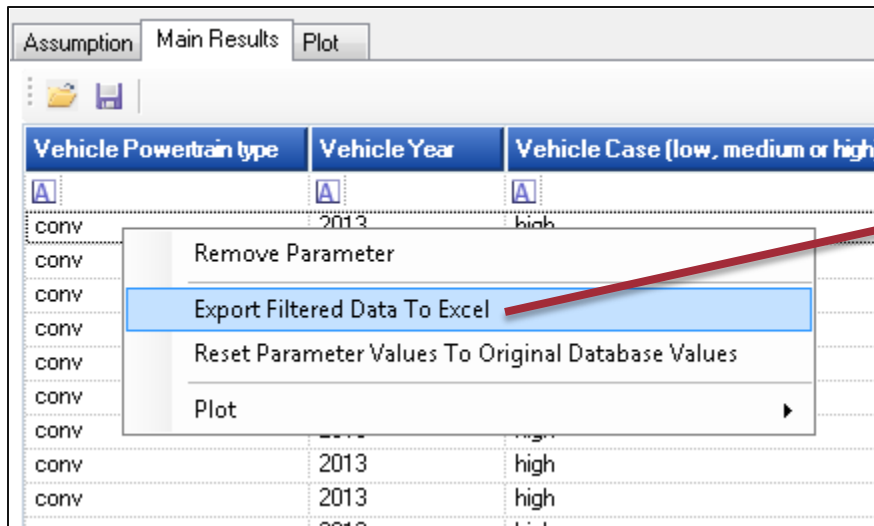 Assumption Main Results Plot
Vehicle Powertrain type Vehicle Year Vehicle Case (low, medium or high
A A A
conv 2013 high
conv
Remove Parameter
conv
Export Filtered Data To Excel
conv
Reset Parameter Values To Original Database Values
conv
conv
Plot
conv
conv 2013 high
conv 2013 high